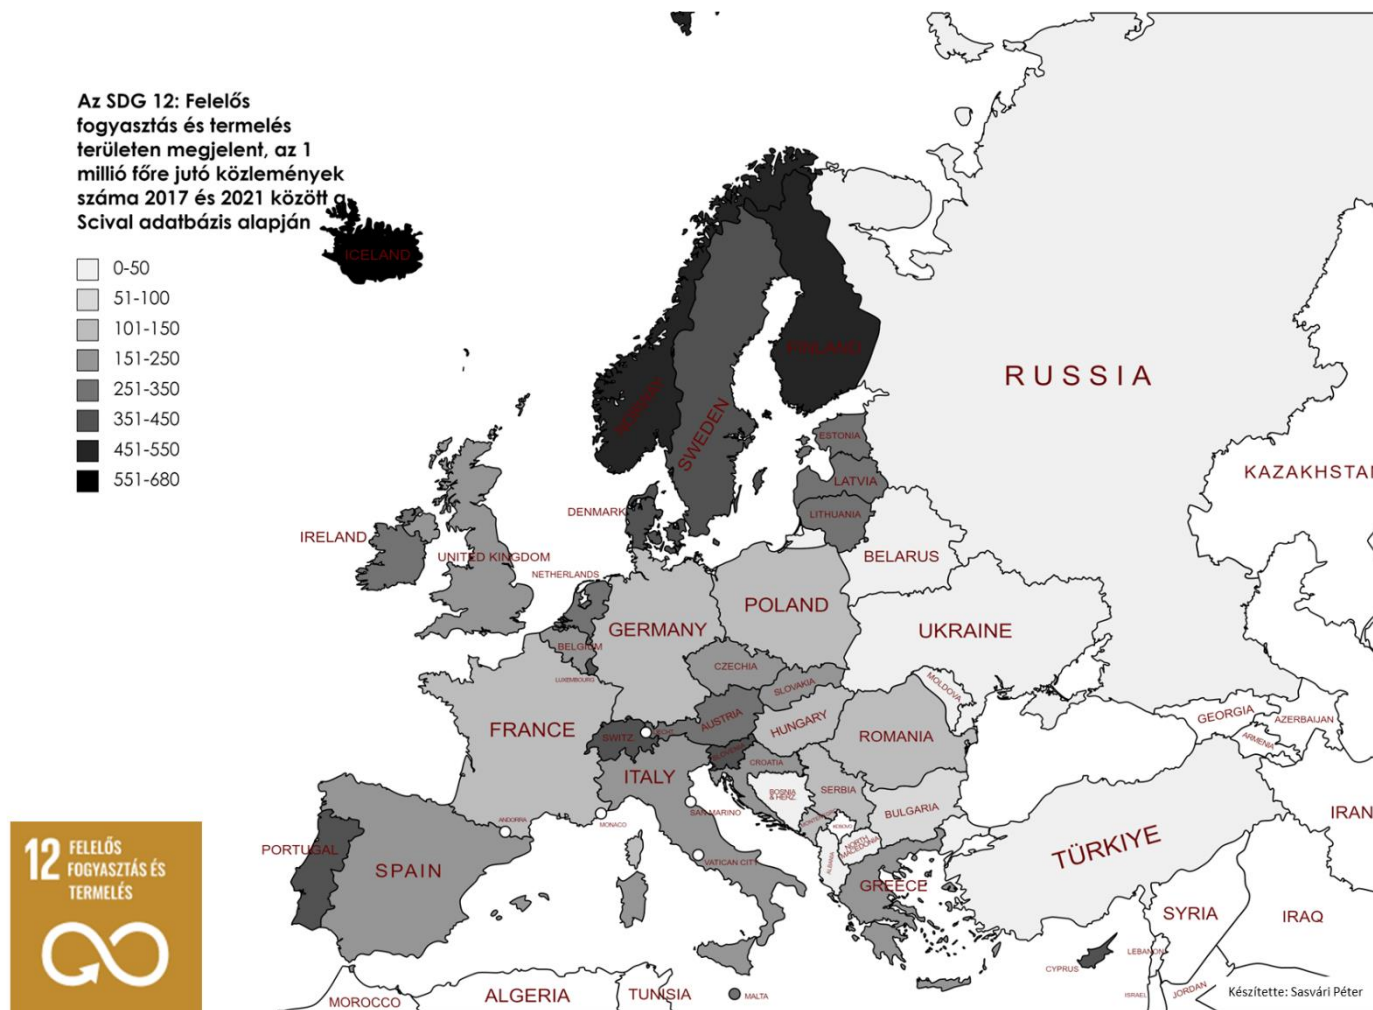 Az SDG 12: Felelős
fogyasztás és termelés
területen megjelent, az 1
millió főre jutó közlemények
száma 2017 és 2021 között a
Scival adatbázis alapján
0-50
51-100
101-150
151-250
251-350
351-450
451-550
551-680
ICELAND
FINLAND
NORWAY
SWEDEN
RUSSIA
ESTONIA
KAZAKHSTAN
LATVIA
LITHUANIA
DENMARK
IRELAND
UNITED KINGDOM
BELARUS
NETHERLANDS
POLAND
GERMANY
UKRAINE
BELGIUM
CZECHIA
LUXEMBOURG
SLOVAKIA
MOLDOVA
AUSTRIA
HUNGARY
FRANCE
SWITZ.
ROMANIA
GEORGIA
AZERBAIJAN
ARMENIA
SLOVENIA
CROATIA
ITALY
BOSNIA
& HERZ.
SERBIA
BULGARIA
SAN MARINO
MONACO
ANDORRA
MONTENEGRO
KOSOVO
NORTH
MACEDONIA
ALBANIA
IRAN
TÜRKIYE
PORTUGAL
SPAIN
VATICAN CITY
GREECE
SYRIA
IRAQ
LEBANON
CYPRUS
ISRAEL
JORDAN
MALTA
MOROCCO
ALGERIA
TUNISIA
12 FELELŐS
FOGYASZTÁS ÉS
TERMELÉS
Készítette: Sasvári Péter